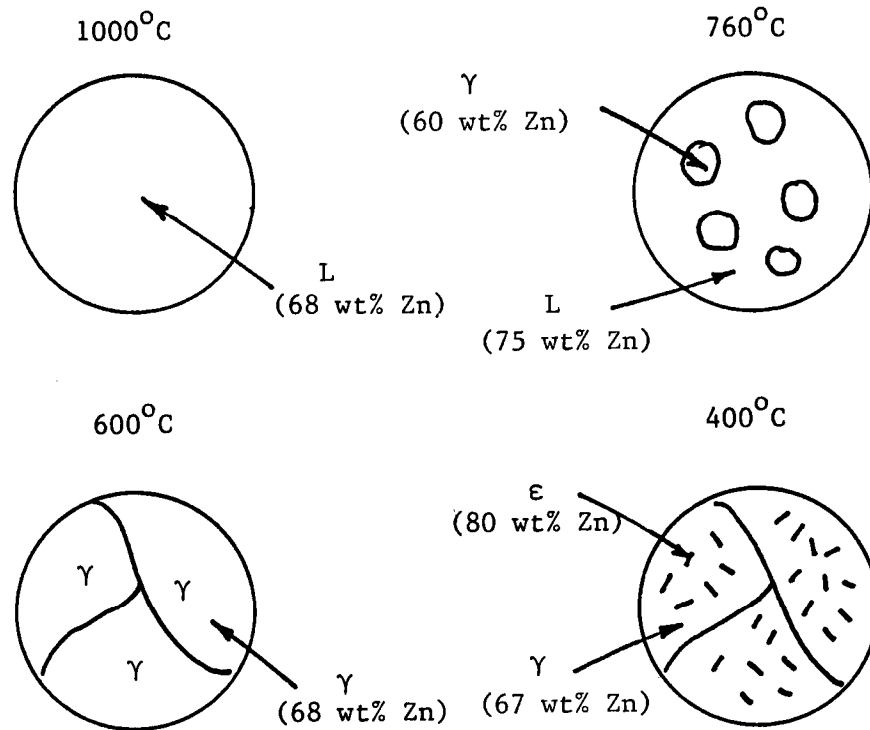 1000°C
L
(68 wt% Zn)
760°C
γ
(60 wt% Zn)
L
(75 wt% Zn)
600°C
γ
γ
γ
γ
(68 wt% Zn)
400°C
ε
(80 wt% Zn)
γ
(67 wt% Zn)